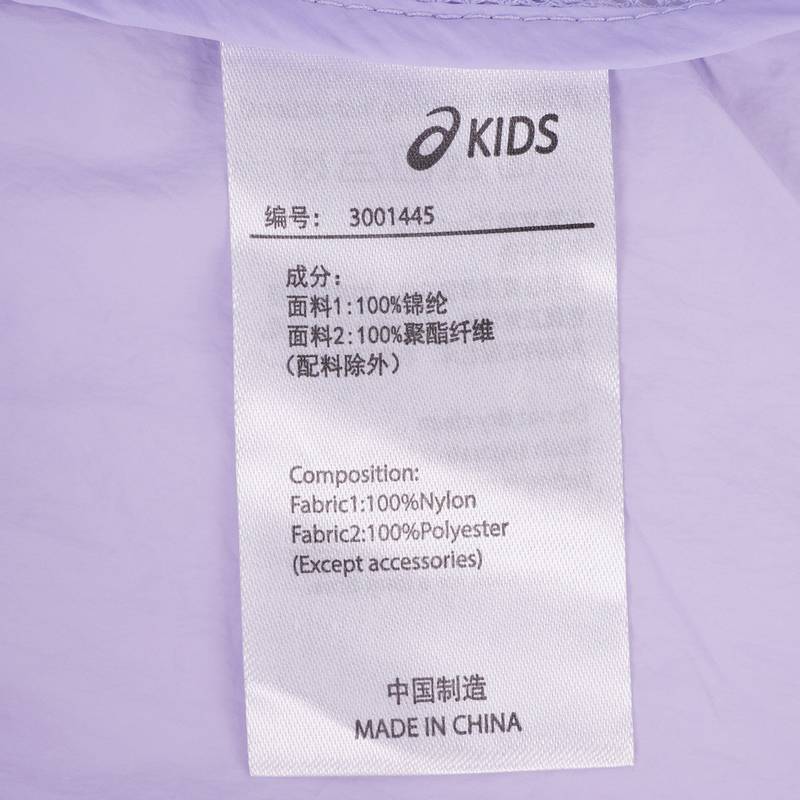 KIDS
编号： 3001445
成分：
面料1:100%锦纶
面料2:100%聚酯纤维
（配料除外）
Composition:
Fabric1:100%Nylon
Fabric2:100%Polyester
(Except accessories)
中国制造
MADE IN CHINA